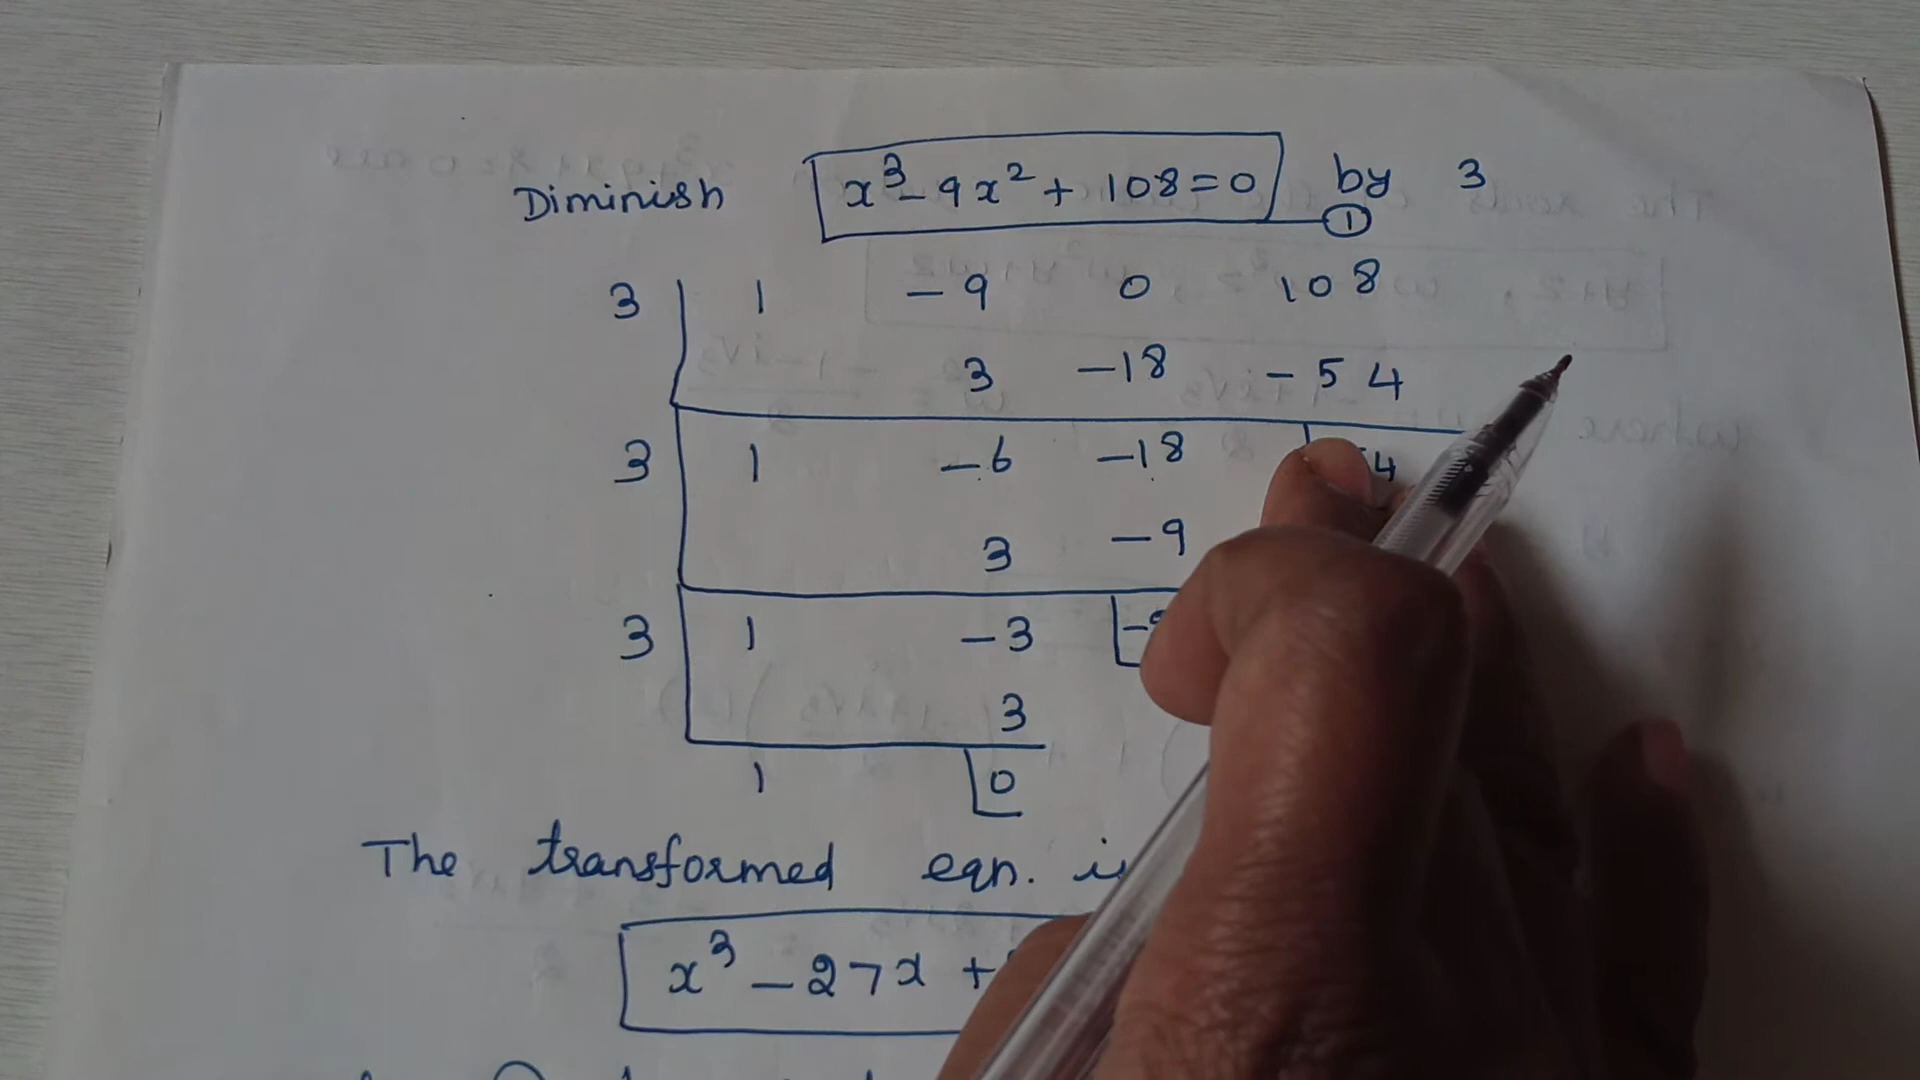 Diminish x³ - 9x² + 108 = 0 by 3
①
3 | 1 -9 0 108
3 -18 -54
3 | 1 -6 -18 4
3 -9
3 | 1 -3
3
1 0
The transformed eqn.
x³ - 27x +